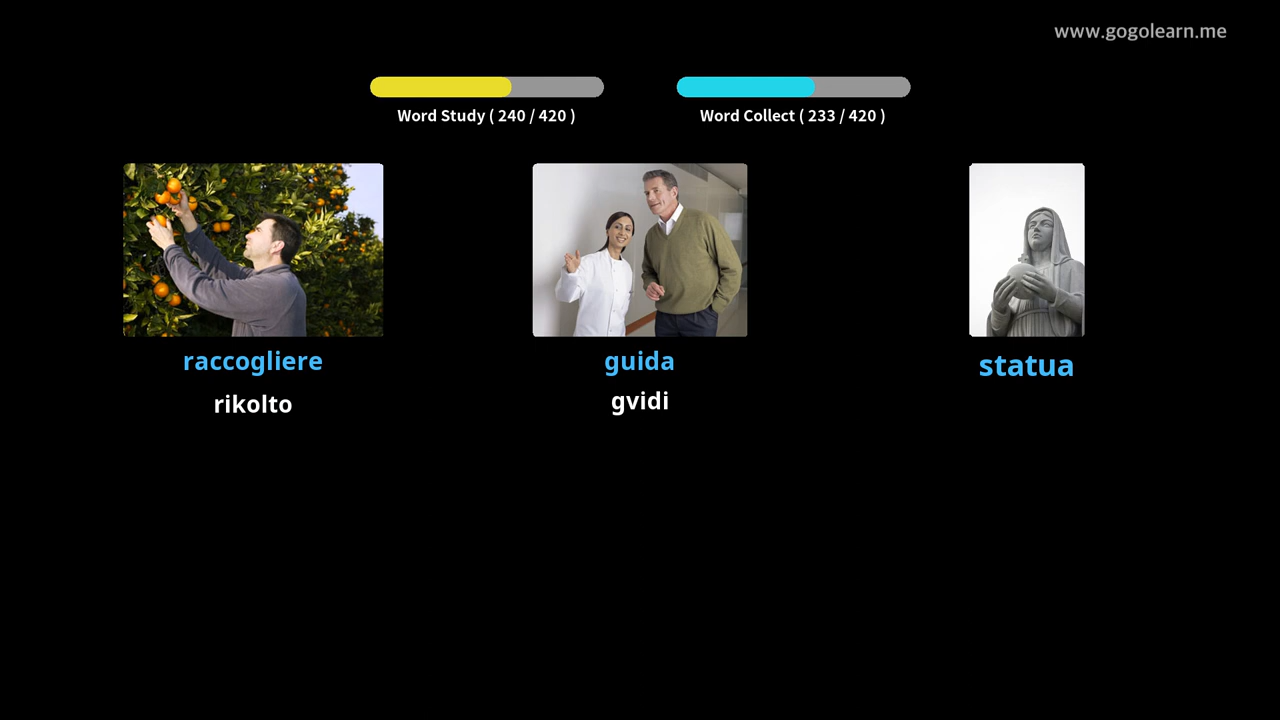 www.gogolearn.me
Word Study ( 240 / 420 )
Word Collect ( 233 / 420 )
raccogliere
rikolto
guida
gvidi
statua